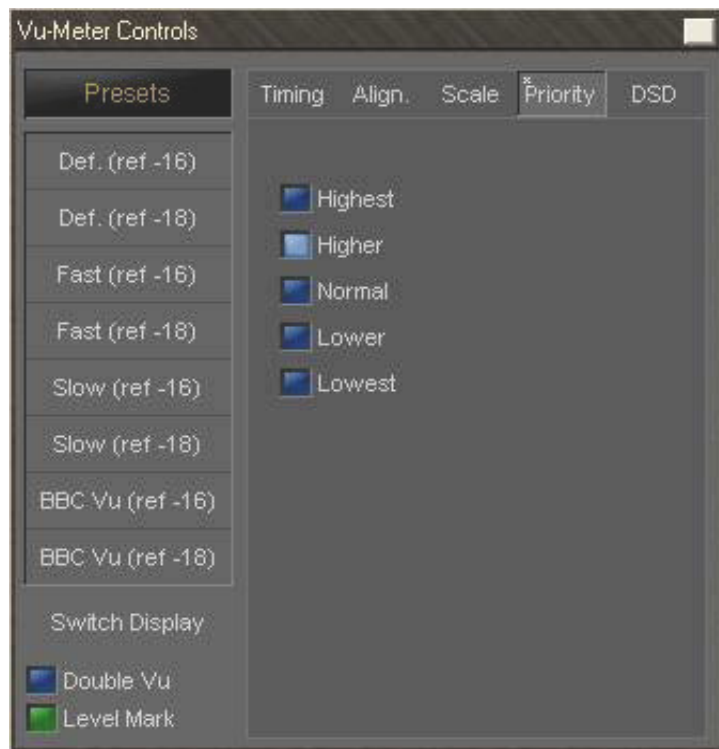 Vu-Meter Controls
Presets
Def. (ref -16)
Def. (ref -18)
Fast (ref -16)
Fast (ref -18)
Slow (ref -16)
Slow (ref -18)
BBC Vu (ref -16)
BBC Vu (ref -18)
Switch Display
Double Vu
Level Mark
Timing Align. Scale *Priority DSD
Highest
Higher
Normal
Lower
Lowest